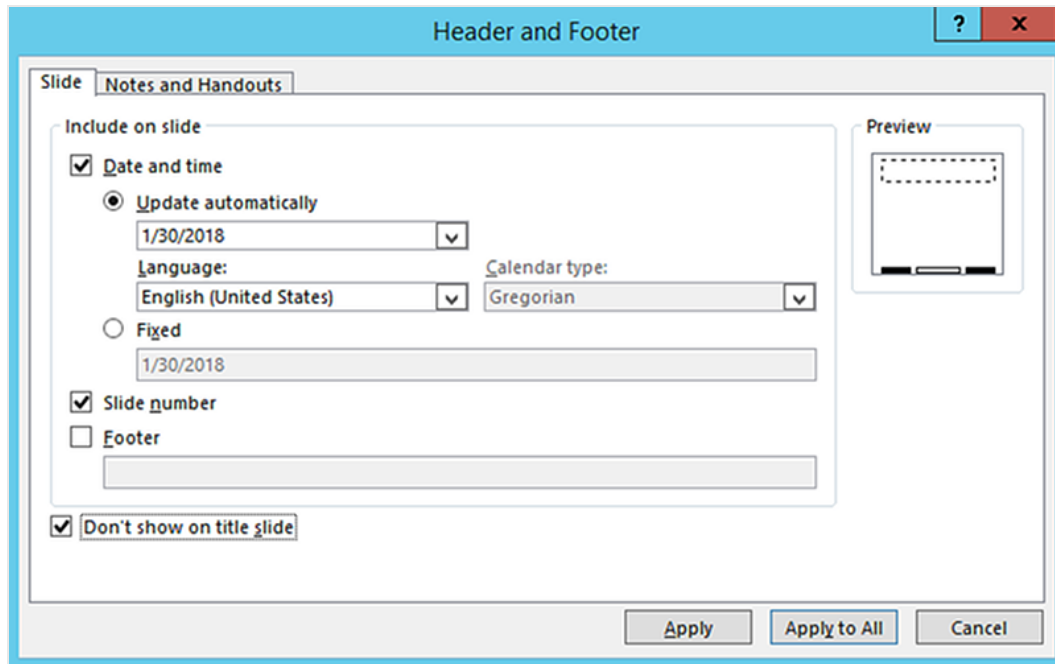 Header and Footer
? x
Slide Notes and Handouts
Include on slide
Preview
Date and time
Update automatically
1/30/2018
Language: Calendar type:
English (United States) Gregorian
Fixed
1/30/2018
Slide number
Footer
Don't show on title slide
Apply Apply to All Cancel